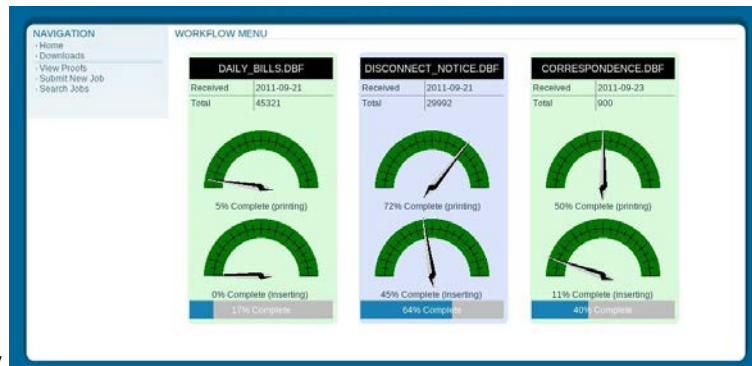 NAVIGATION
· Home
· Downloads
· View Proofs
· Submit New Job
· Search Jobs
WORKFLOW MENU
DAILY_BILLS.DBF
Received 2011-09-21
Total 45321
5% Complete (printing)
0% Complete (inserting)
17% Complete
DISCONNECT_NOTICE.DBF
Received 2011-09-21
Total 29992
72% Complete (printing)
45% Complete (inserting)
64% Complete
CORRESPONDENCE.DBF
Received 2011-09-23
Total 900
50% Complete (printing)
11% Complete (inserting)
40% Complete